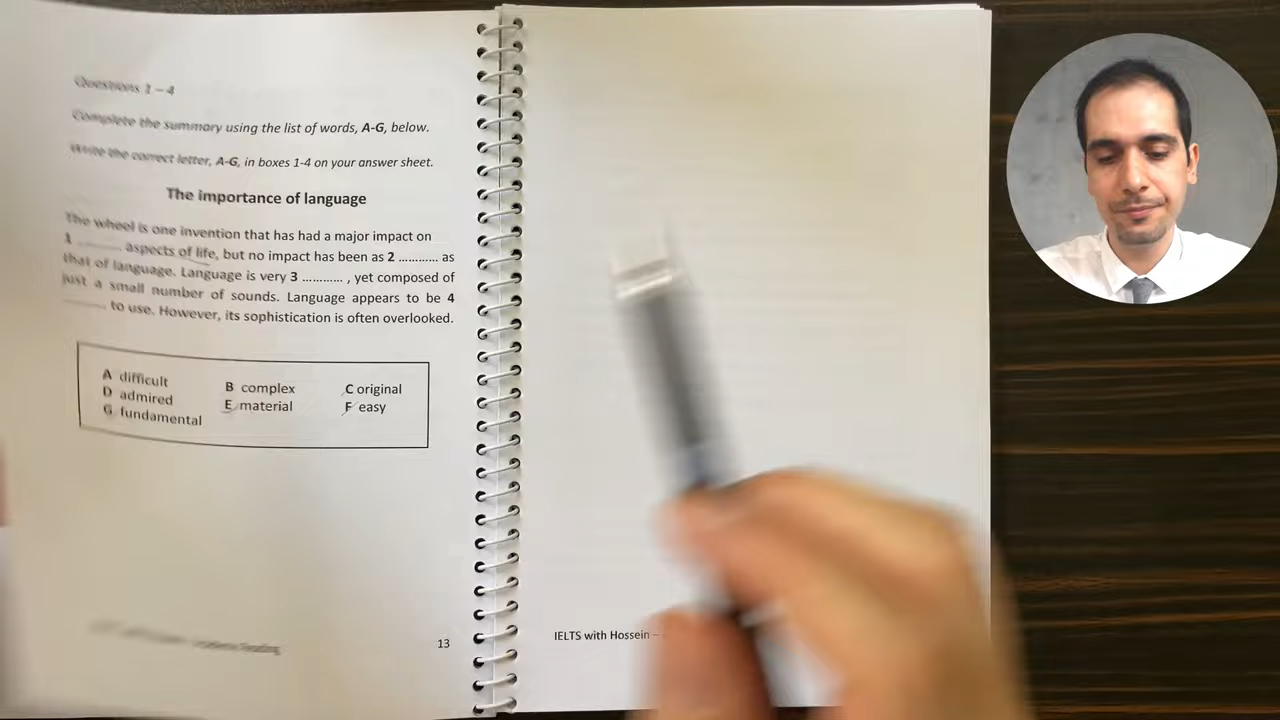 Questions 1 – 4
Complete the summary using the list of words, A-G, below.
Write the correct letter, A-G, in boxes 1-4 on your answer sheet.
The importance of language
The wheel is one invention that has had a major impact on
1 ............ aspects of life, but no impact has been as 2 ............ as
that of language. Language is very 3 ............ , yet composed of
just a small number of sounds. Language appears to be 4
............ to use. However, its sophistication is often overlooked.
A difficult B complex C original
D admired E material F easy
G fundamental
13
IELTS with Hossein –